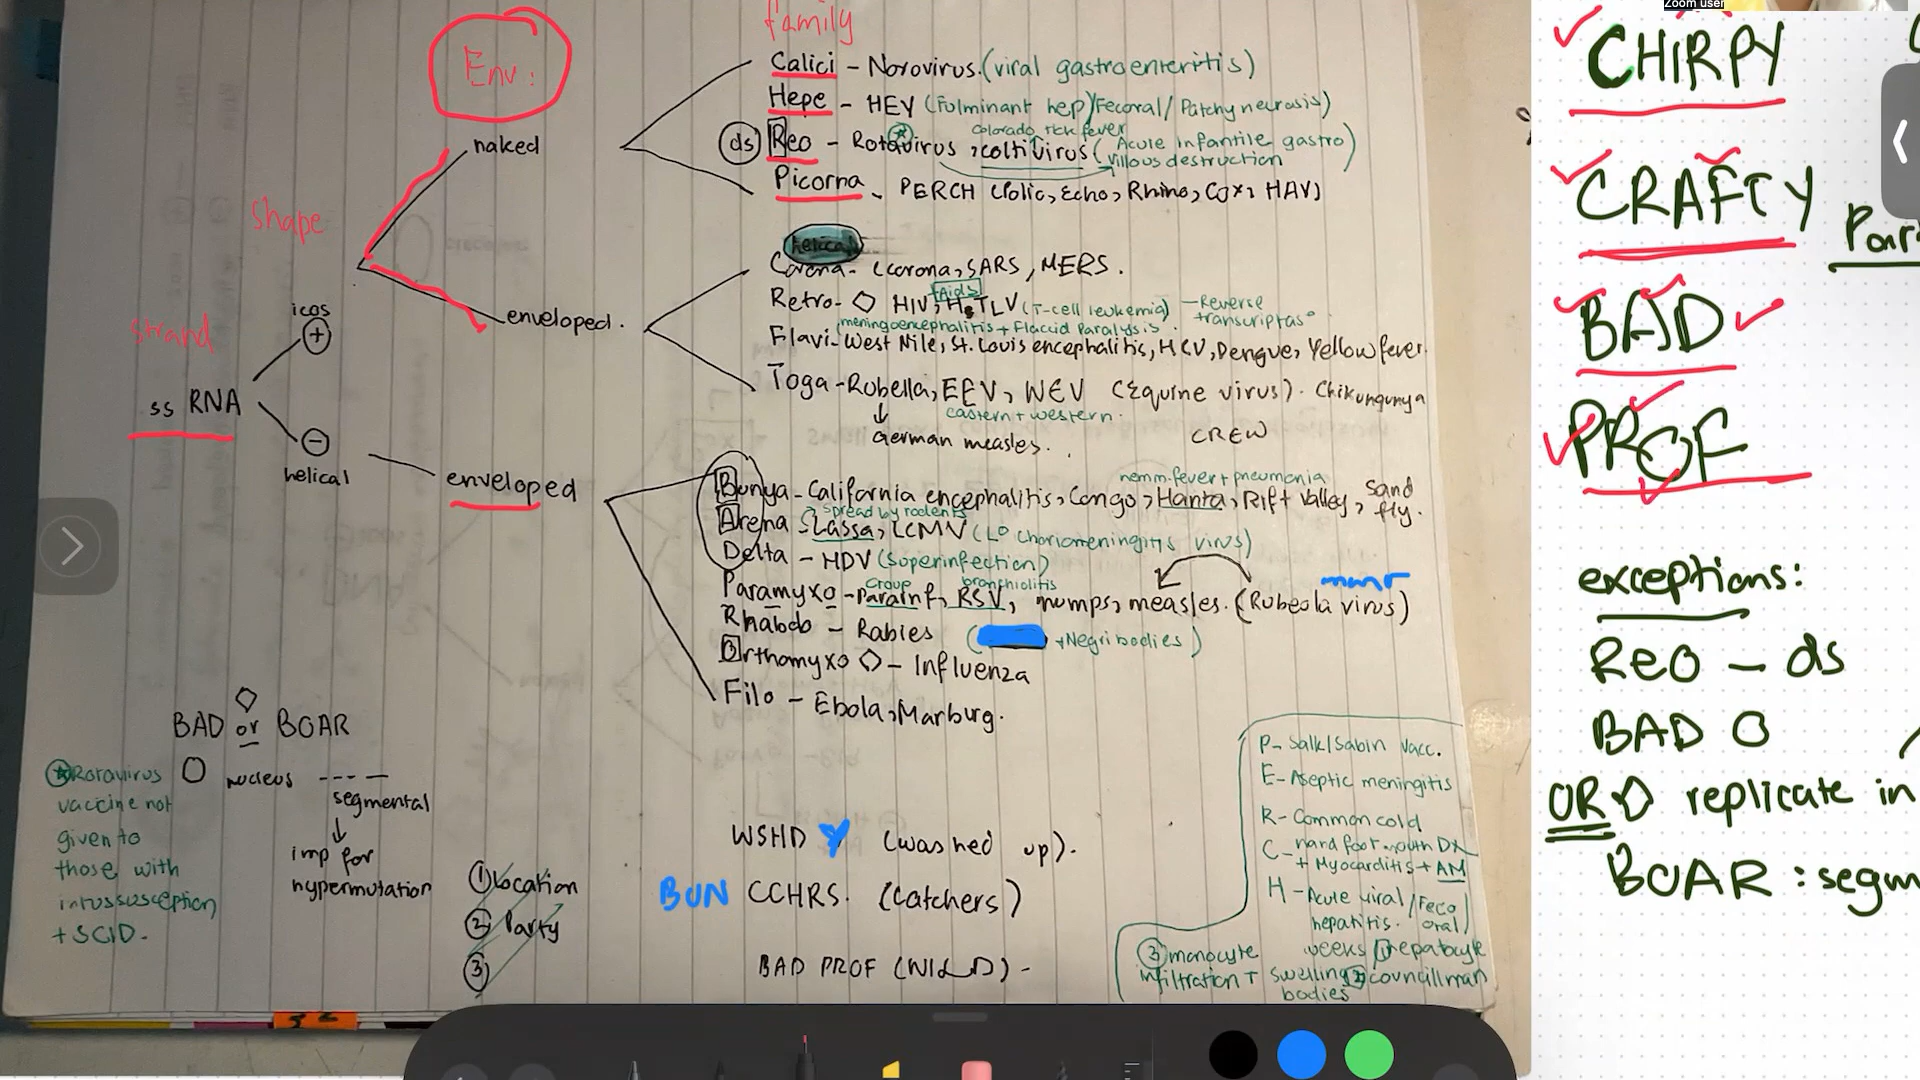 Zoom user
family
Env:
Calici - Norovirus. (viral gastroenteritis)
Hepe - HEV (Fulminant hep) Fecoral / Patchy necrosis)
naked
Colorado tick fever
ds Reo - Rotavirus, coltivirus (Acute infantile gastro)
villous destruction
Picorna - PERCH (Polio, Echo, Rhino, Cox, HAV)
shape
helical
Corona - (corona, SARS, MERS.
AIDS
Retro - HIV, HTLV (T-cell leukemia) - Reverse transcriptase
enveloped.
meningoencephalitis + Flaccid Paralysis
Flavi - West Nile, St. Louis encephalitis, HCV, Dengue, Yellow fever.
icos
+
strand
Toga - Rubella, EEV, WEV (Equine virus). Chikungunya
eastern + western.
ss RNA
German measles.
CREW
-
helical
enveloped
hemm. fever + pneumonia
Bunya - California encephalitis, Congo, Hanta, Rift Valley, Sand fly.
spread by rodents
Arena - Lassa, LCMV (Lº choriomeningitis virus)
Delta - HDV (superinfection)
croup bronchiolitis
mmr
Paramyxo - parainf, RSV, mumps, measles. (Rubeola virus)
Rhabdo - Rabies ( + Negri bodies )
Orthomyxo - Influenza
Filo - Ebola, Marburg.
BAD or BOAR
nucleus
segmental
imp for
hypermutation
Rotavirus
vaccine not
given to
those with
intussusception
+ SCID -
① Location
② Party
③
WSHD Y (washed up).
BUN CCHRS. (Catchers)
BAD PROF (WILD) -
P - Salk/Sabin vacc.
E - Aseptic meningitis
R - Common cold
C - hand foot mouth DX
+ Myocarditis + AM
H - Acute viral / Feco
hepatitis. oral
weeks ① hepatocyte
swelling ② councillman
bodies
③ monocyte
infiltration
CHIRPY
CRAFTY
BAD
PROF
exceptions:
REO - ds
BAD O
OR replicate in
BOAR : segm